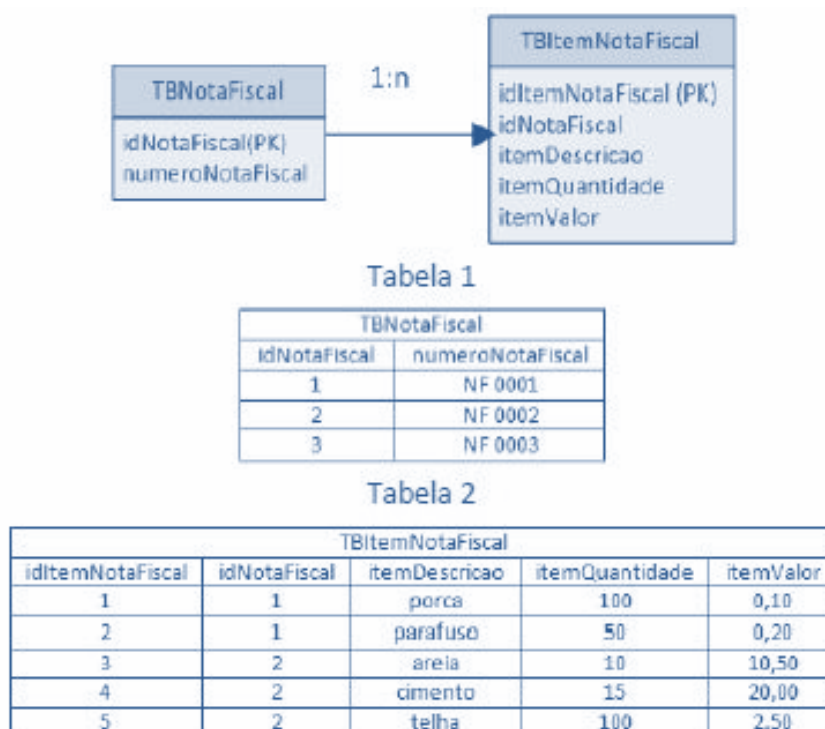 TBNotaFiscal
idNotaFiscal(PK)
numeroNotaFiscal
1:n
TBItemNotaFiscal
idItemNotaFiscal (PK)
idNotaFiscal
itemDescricao
itemQuantidade
itemValor
Tabela 1
TBNotaFiscal
idNotaFiscal numeroNotaFiscal
1 NF 0001
2 NF 0002
3 NF 0003
Tabela 2
TBItemNotaFiscal
idItemNotaFiscal idNotaFiscal itemDescricao itemQuantidade itemValor
1 1 porca 100 0,10
2 1 parafuso 50 0,20
3 2 areia 10 10,50
4 2 cimento 15 20,00
5 2 telha 100 2,50